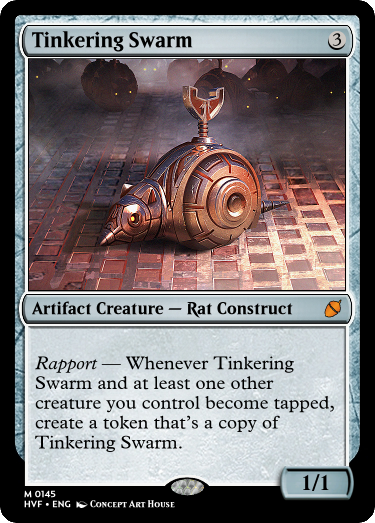 Tinkering Swarm 3
Artifact Creature — Rat Construct
Rapport — Whenever Tinkering
Swarm and at least one other
creature you control become tapped,
create a token that's a copy of
Tinkering Swarm.
1/1
M 0145
HVF • ENG Concept Art House